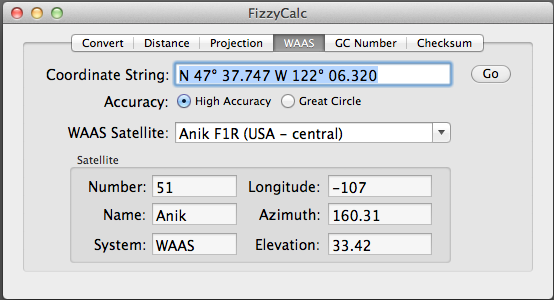 FizzyCalc
Convert Distance Projection WAAS GC Number Checksum
Coordinate String: N 47° 37.747 W 122° 06.320 Go
Accuracy: High Accuracy Great Circle
WAAS Satellite: Anik F1R (USA - central)
Satellite
Number: 51 Longitude: -107
Name: Anik Azimuth: 160.31
System: WAAS Elevation: 33.42